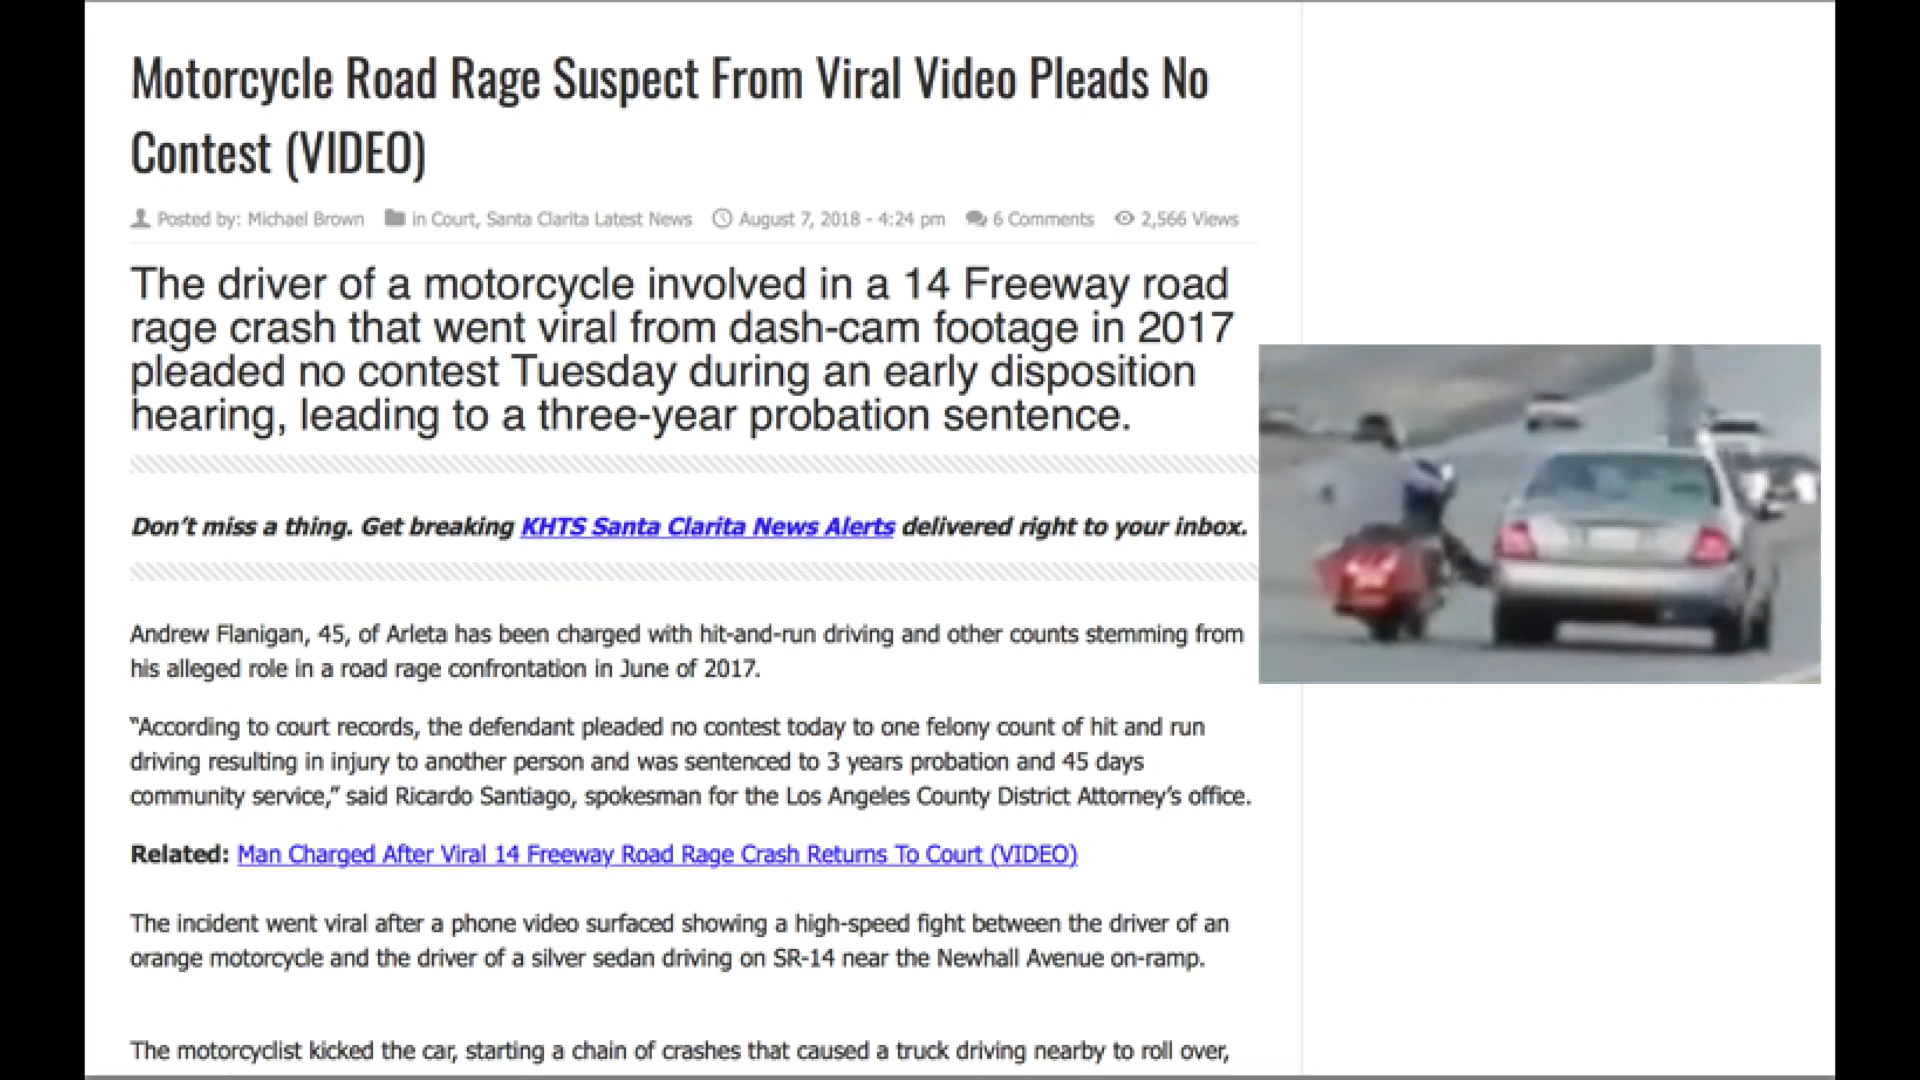 Motorcycle Road Rage Suspect From Viral Video Pleads No
Contest (VIDEO)
Posted by: Michael Brown in Court, Santa Clarita Latest News August 7, 2018 - 4:24 pm 6 Comments 2,566 Views
The driver of a motorcycle involved in a 14 Freeway road
rage crash that went viral from dash-cam footage in 2017
pleaded no contest Tuesday during an early disposition
hearing, leading to a three-year probation sentence.
Don’t miss a thing. Get breaking KHTS Santa Clarita News Alerts delivered right to your inbox.
Andrew Flanigan, 45, of Arleta has been charged with hit-and-run driving and other counts stemming from
his alleged role in a road rage confrontation in June of 2017.
“According to court records, the defendant pleaded no contest today to one felony count of hit and run
driving resulting in injury to another person and was sentenced to 3 years probation and 45 days
community service,” said Ricardo Santiago, spokesman for the Los Angeles County District Attorney’s office.
Related: Man Charged After Viral 14 Freeway Road Rage Crash Returns To Court (VIDEO)
The incident went viral after a phone video surfaced showing a high-speed fight between the driver of an
orange motorcycle and the driver of a silver sedan driving on SR-14 near the Newhall Avenue on-ramp.
The motorcyclist kicked the car, starting a chain of crashes that caused a truck driving nearby to roll over,